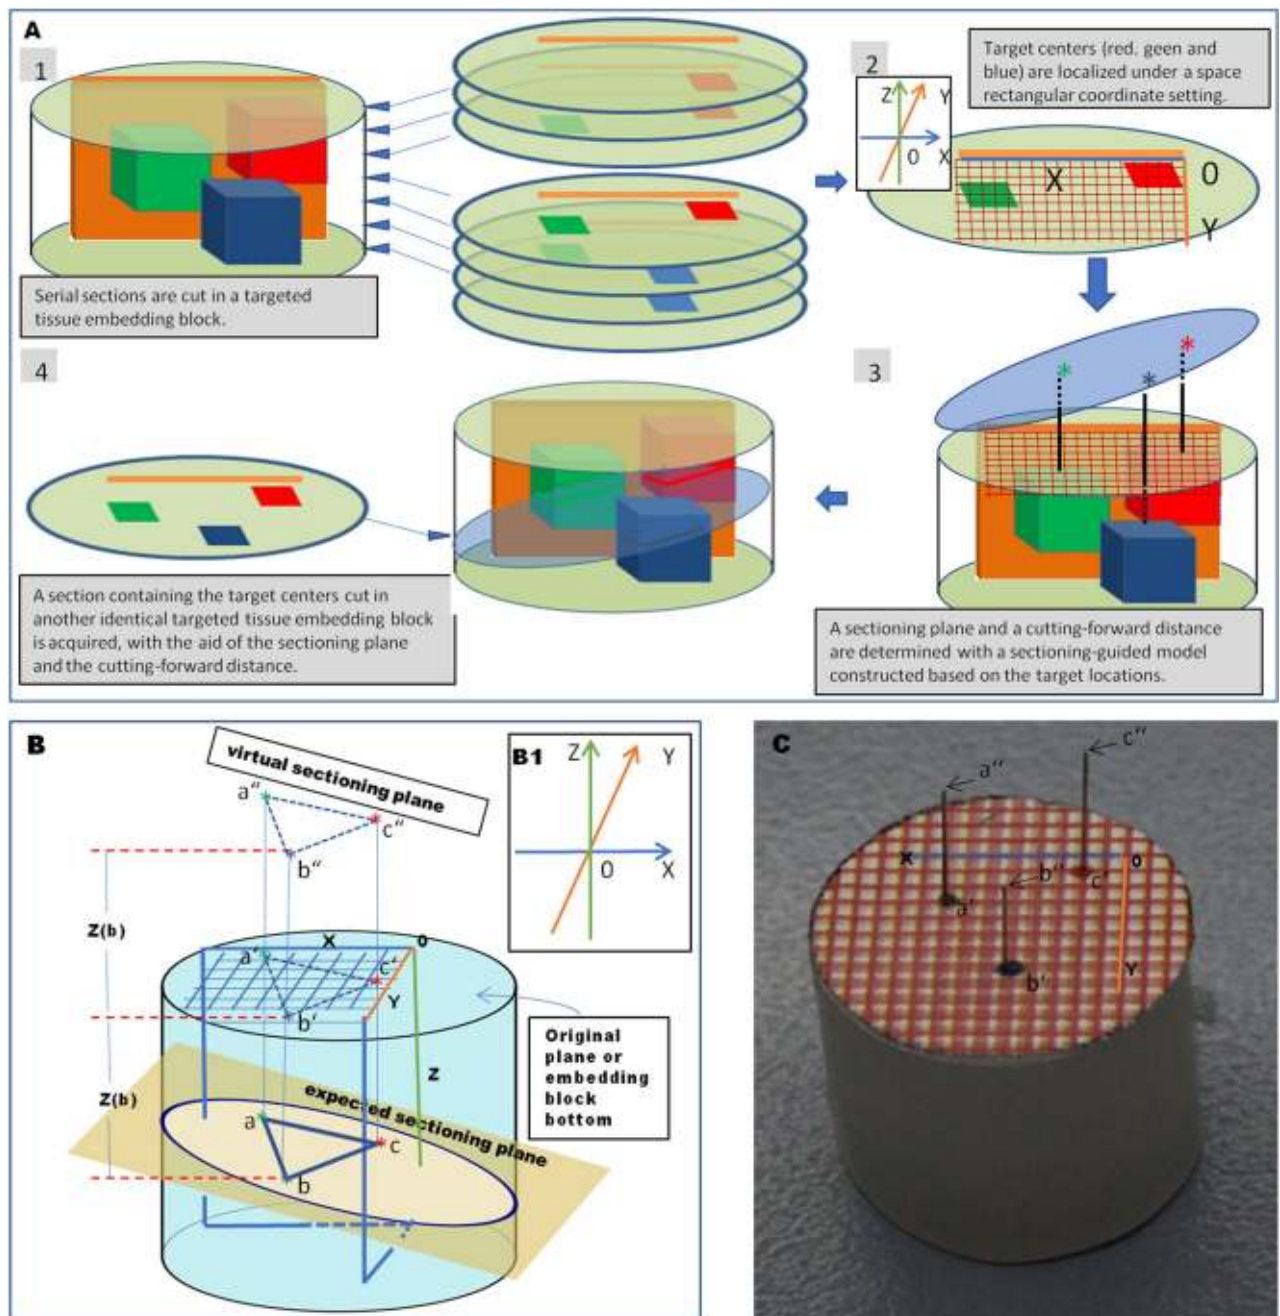 A
1
Serial sections are cut in a targeted
tissue embedding block.
2
Z
Y
O
X
Target centers (red, geen and
blue) are localized under a space
rectangular coordinate setting.
X
O
Y
3
*
*
*
A sectioning plane and a cutting-forward distance
are determined with a sectioning-guided model
constructed based on the target locations.
4
A section containing the target centers cut in
another identical targeted tissue embedding block
is acquired, with the aid of the sectioning plane
and the cutting-forward distance.
B
virtual sectioning plane
a"
c"
b"
Z(b)
X
0
a'
c'
Y
b'
Z
Z(b)
Original
plane or
embedding
block
bottom
expected sectioning plane
a
c
b
B1
Z
Y
O
X
C
c"
a"
X
0
b"
c'
a'
Y
b'